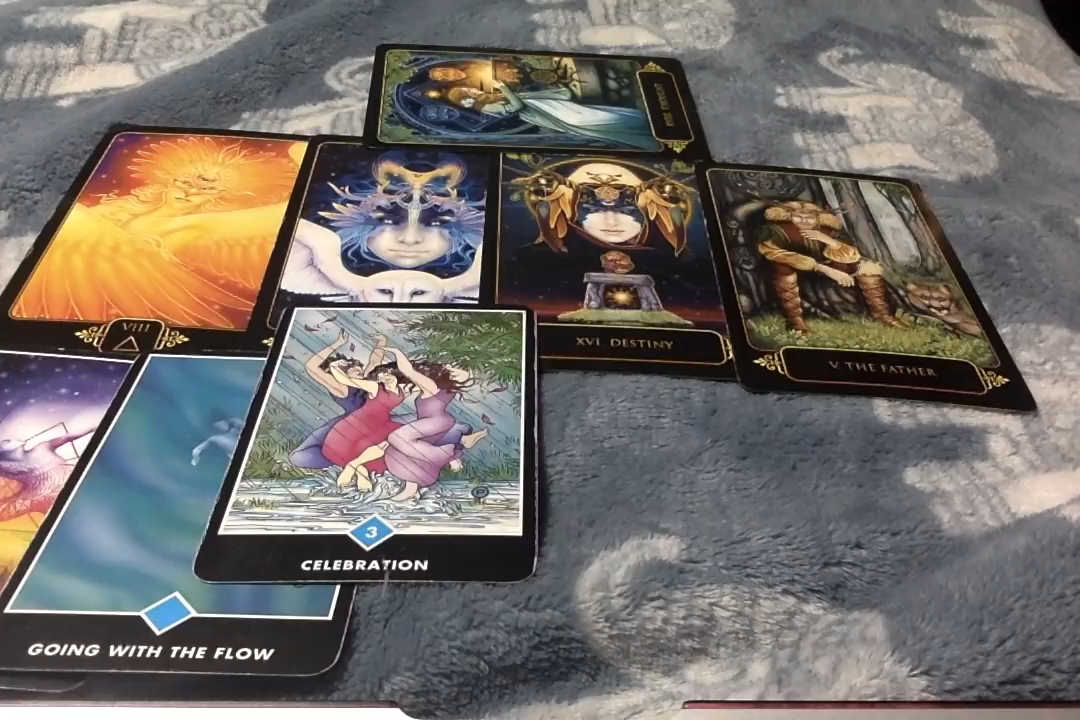 VIII
XVI. DESTINY
V. THE FATHER
3
CELEBRATION
GOING WITH THE FLOW